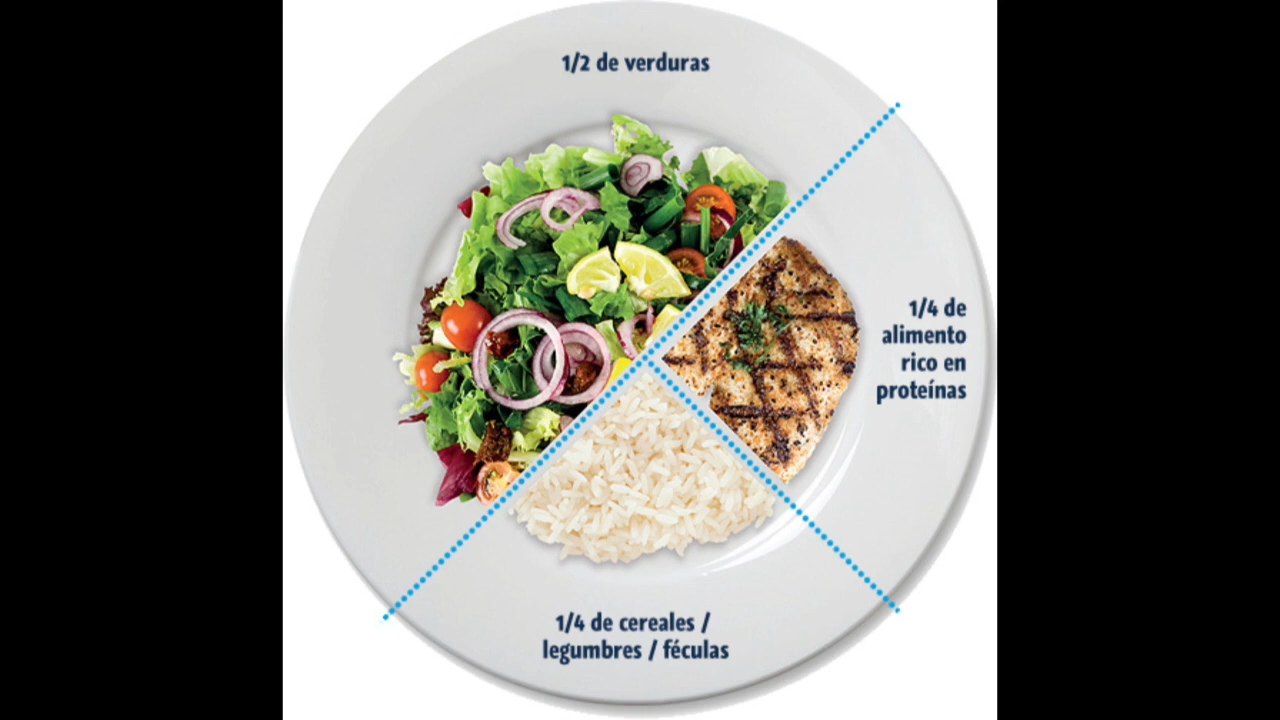 1/2 de verduras
1/4 de
alimento
rico en
proteínas
1/4 de cereales /
legumbres / féculas